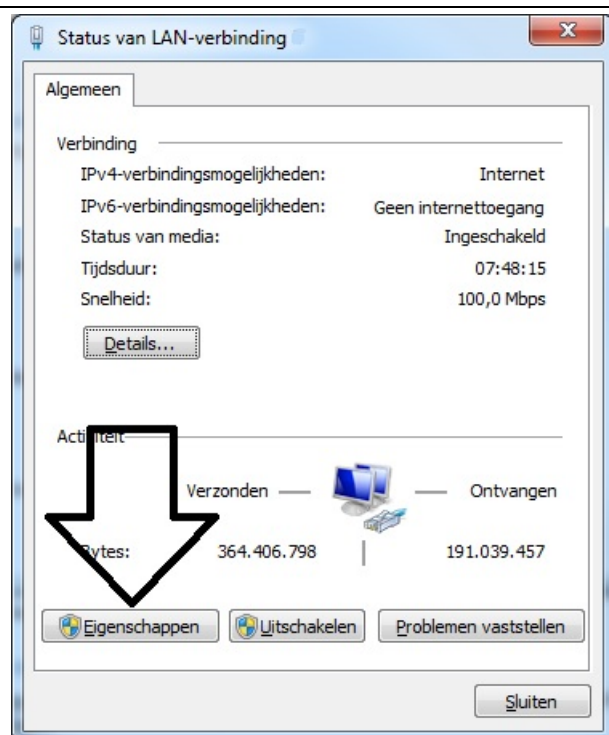 Status van LAN-verbinding
Algemeen
Verbinding
IPv4-verbindingsmogelijkheden: Internet
IPv6-verbindingsmogelijkheden: Geen internettoegang
Status van media: Ingeschakeld
Tijdsduur: 07:48:15
Snelheid: 100,0 Mbps
Details...
Activiteit
Verzonden Ontvangen
Bytes: 364.406.798 191.039.457
Eigenschappen Uitschakelen Problemen vaststellen
Sluiten